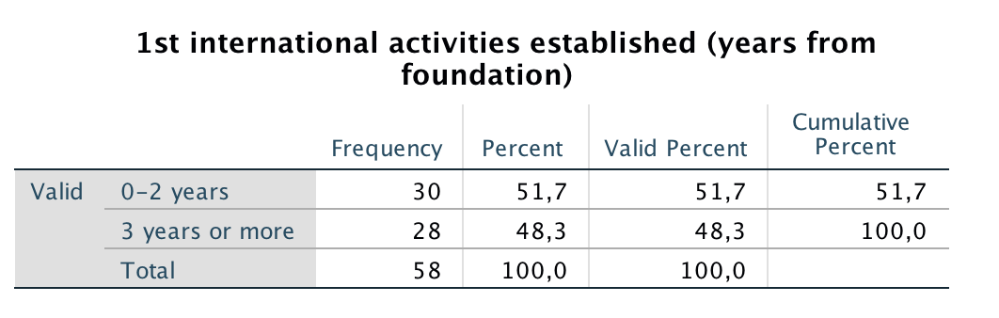 1st international activities established (years from
foundation)
Frequency Percent Valid Percent Cumulative
Percent
Valid 0–2 years 30 51,7 51,7 51,7
3 years or more 28 48,3 48,3 100,0
Total 58 100,0 100,0